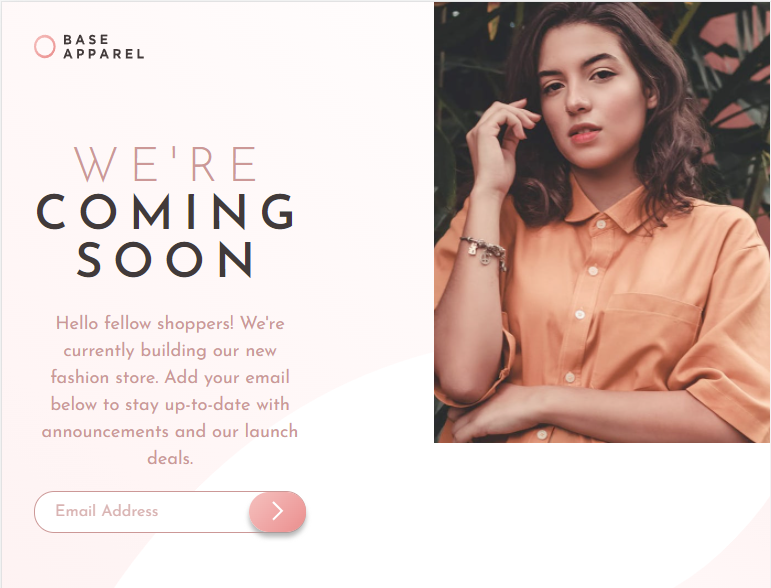 BASE
APPAREL
WE'RE
COMING
SOON
Hello fellow shoppers! We're
currently building our new
fashion store. Add your email
below to stay up-to-date with
announcements and our launch
deals.
Email Address